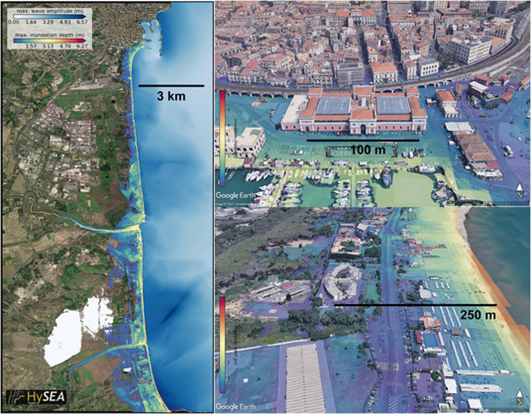 max. wave amplitude (m)
0.00 1.64 3.29 4.93 6.57
max. inundation depth (m)
1.57 3.13 4.70 6.27
3 km
HySEA
100 m
Google Earth
250 m
Google Earth